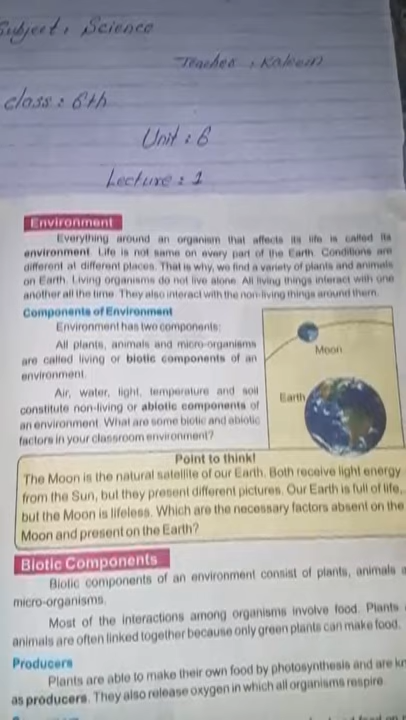 Subject : Science
Teacher : Kaleem
class : 6th
Unit : 6
Lecture : 1
Environment
Everything around an organism that affects its life is called its
environment. Life is not same on every part of the Earth. Conditions are
different at different places. That is why, we find a variety of plants and animals
on Earth. Living organisms do not live alone. All living things interact with one
another all the time. They also interact with the non-living things around them.
Components of Environment
Environment has two components:
All plants, animals and micro-organisms
are called living or biotic components of an
environment.
Air, water, light, temperature and soil
constitute non-living or abiotic components of
an environment. What are some biotic and abiotic
factors in your classroom environment?
Moon
Earth
Point to think!
The Moon is the natural satellite of our Earth. Both receive light energy
from the Sun, but they present different pictures. Our Earth is full of life,
but the Moon is lifeless. Which are the necessary factors absent on the
Moon and present on the Earth?
Biotic Components
Biotic components of an environment consist of plants, animals
micro-organisms.
Most of the interactions among organisms involve food. Plants
animals are often linked together because only green plants can make food.
Producers
Plants are able to make their own food by photosynthesis and are
as producers. They also release oxygen in which all organisms respire.